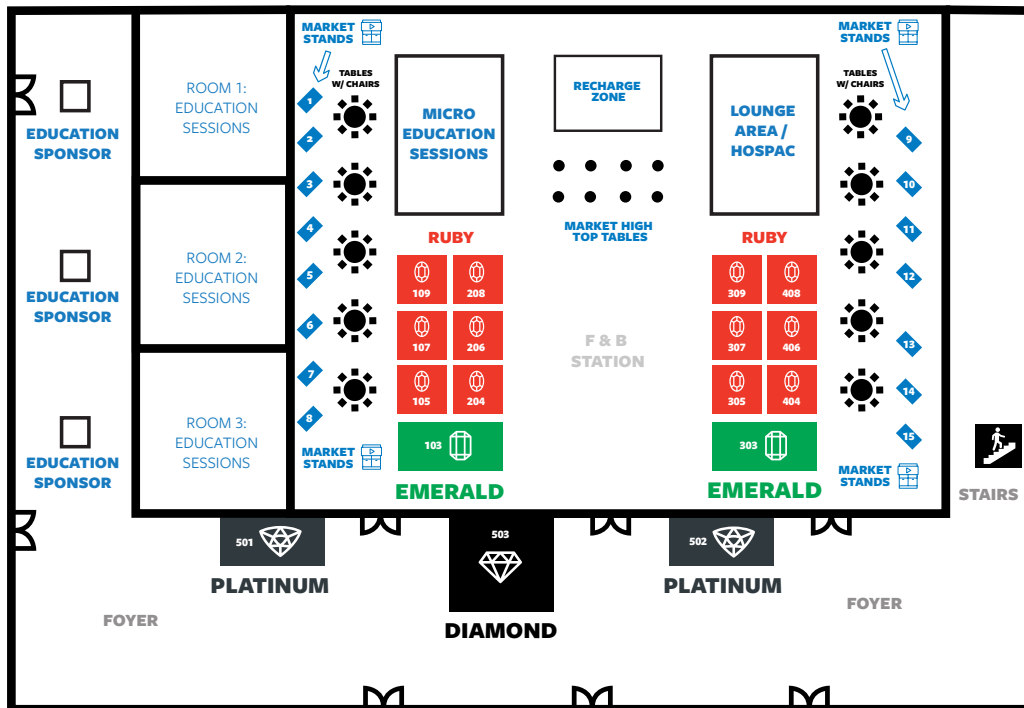 MARKET
STANDS
TABLES
W/ CHAIRS
1
2
3
4
5
6
7
8
MARKET
STANDS
EDUCATION
SPONSOR
EDUCATION
SPONSOR
EDUCATION
SPONSOR
ROOM 1:
EDUCATION
SESSIONS
ROOM 2:
EDUCATION
SESSIONS
ROOM 3:
EDUCATION
SESSIONS
MICRO
EDUCATION
SESSIONS
RECHARGE
ZONE
MARKET HIGH
TOP TABLES
LOUNGE
AREA /
HOSPAC
MARKET
STANDS
TABLES
W/ CHAIRS
9
10
11
12
13
14
15
MARKET
STANDS
RUBY
109 208
107 206
105 204
103
EMERALD
F & B
STATION
RUBY
309 408
307 406
305 404
303
EMERALD
STAIRS
501
PLATINUM
503
DIAMOND
502
PLATINUM
FOYER
FOYER